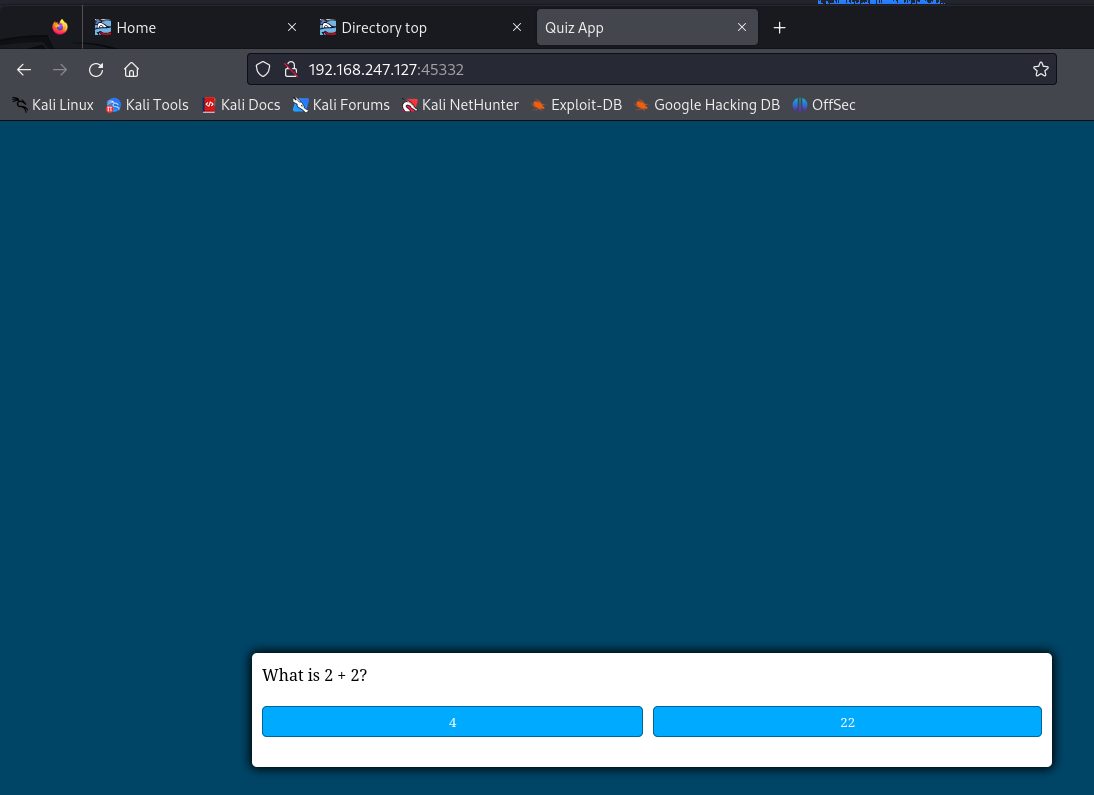 Home
Directory top
Quiz App
192.168.247.127:45332
Kali Linux Kali Tools Kali Docs Kali Forums Kali NetHunter Exploit-DB Google Hacking DB OffSec
What is 2 + 2?
4 22